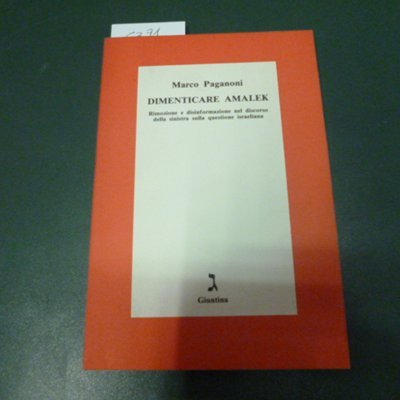 Marco Paganoni
DIMENTICARE AMALEK
Rimozione e disinformazione nel discorso
della sinistra sulla questione israeliana
ג
Giuntina